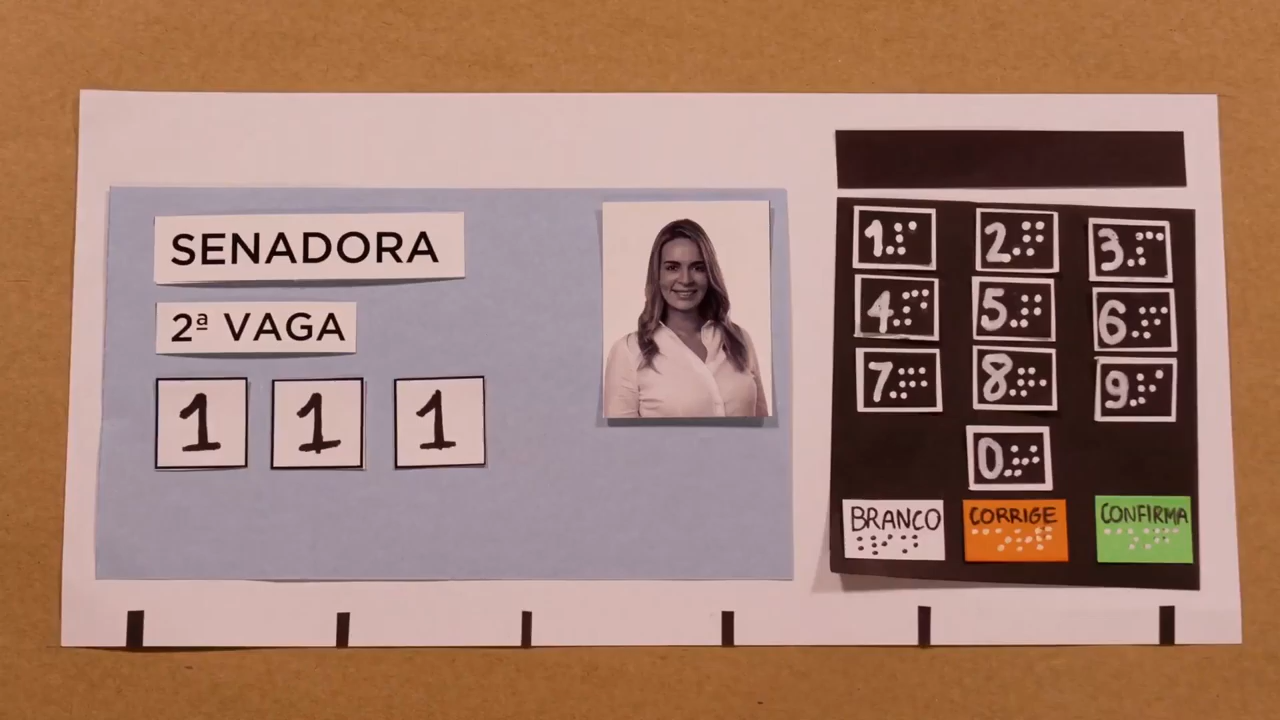 SENADORA
2ª VAGA
1 1 1
1 2 3
4 5 6
7 8 9
0
BRANCO CORRIGE CONFIRMA